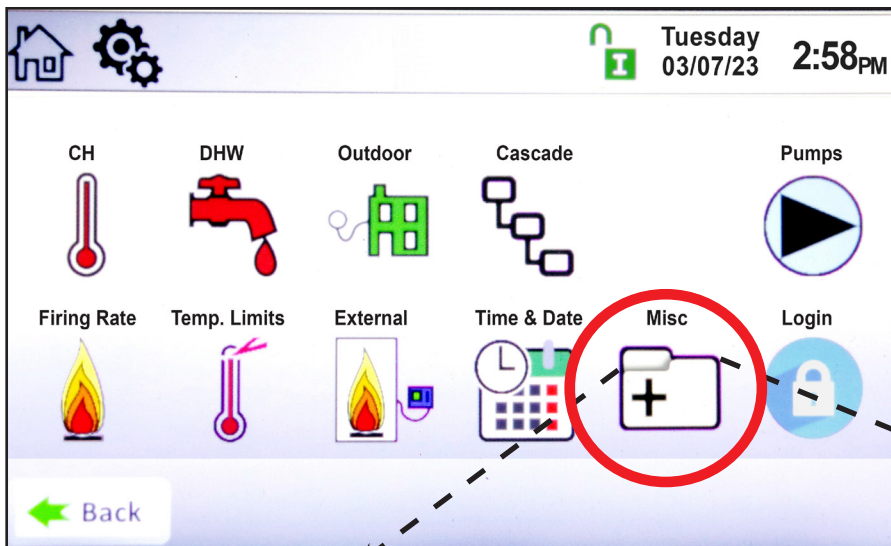 I
Tuesday
03/07/23
2:58PM
CH
DHW
Outdoor
Cascade
Pumps
Firing Rate
Temp. Limits
External
Time & Date
Misc
Login
Back